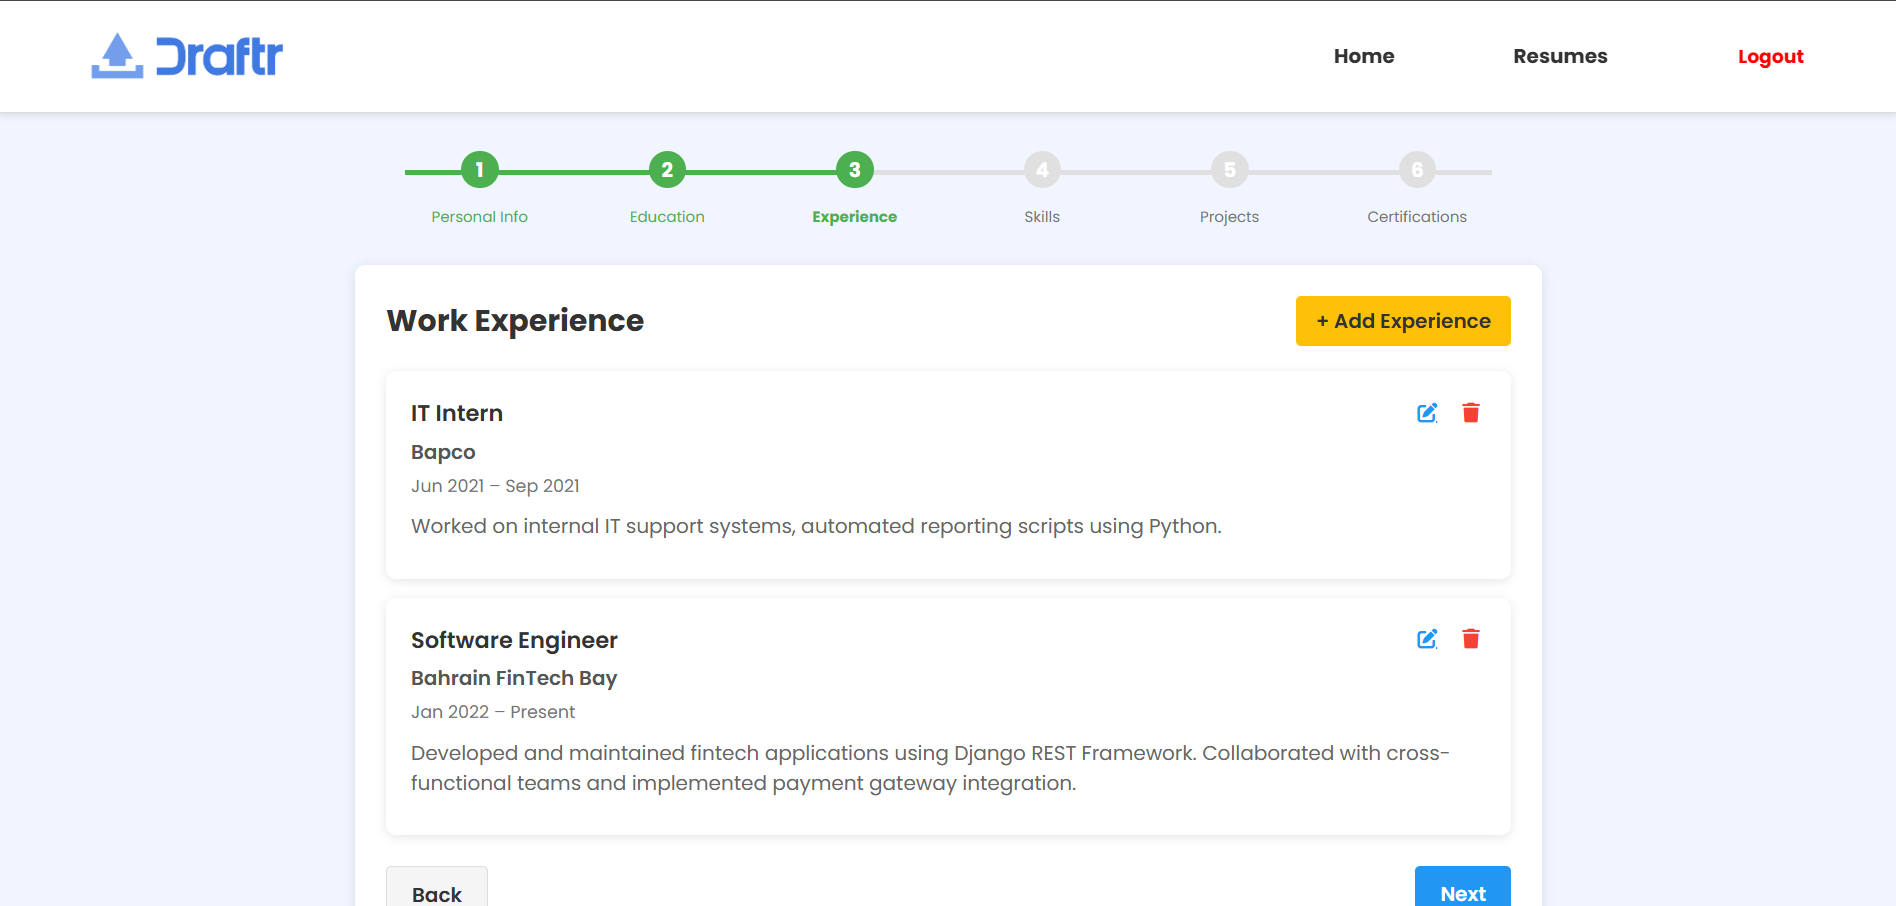 Draftr
Home Resumes Logout
1 2 3 4 5 6
Personal Info Education Experience Skills Projects Certifications
Work Experience
+ Add Experience
IT Intern
Bapco
Jun 2021 – Sep 2021
Worked on internal IT support systems, automated reporting scripts using Python.
Software Engineer
Bahrain FinTech Bay
Jan 2022 – Present
Developed and maintained fintech applications using Django REST Framework. Collaborated with cross-
functional teams and implemented payment gateway integration.
Back
Next